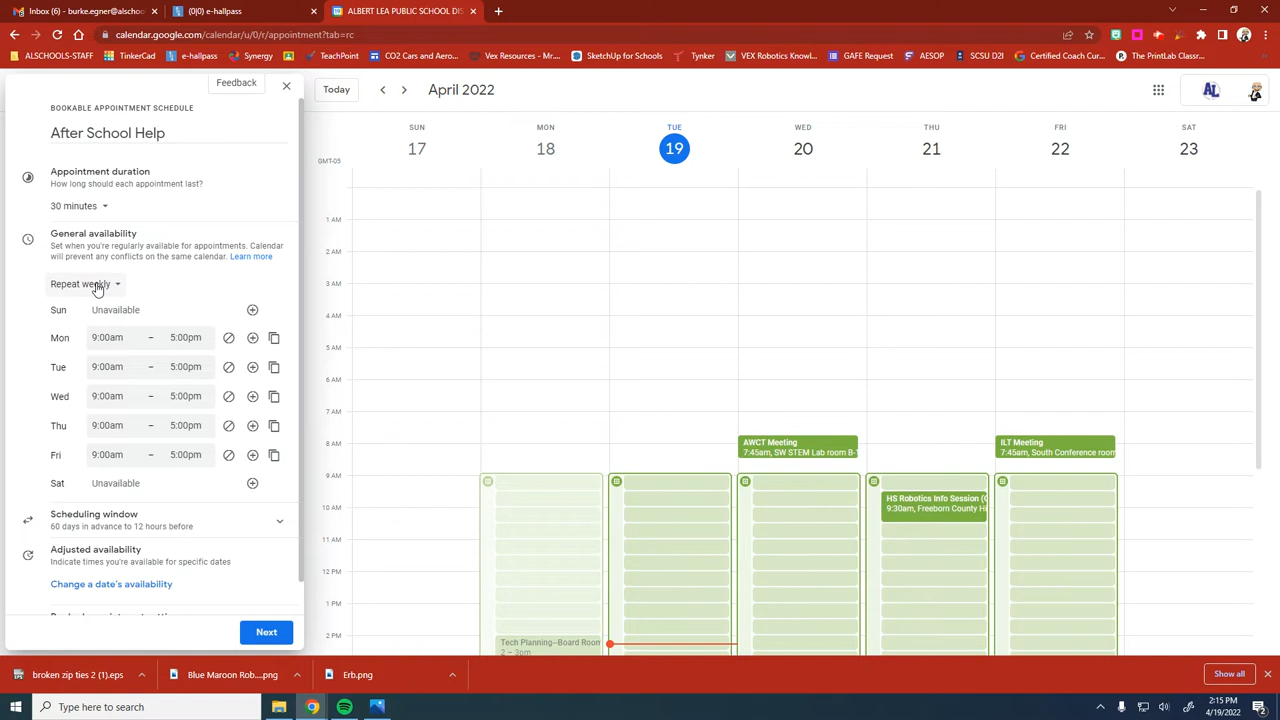 Inbox (6) - burke.egner@alschools
(0|0) e-hallpass
ALBERT LEA PUBLIC SCHOOL DIS
calendar.google.com/calendar/u/0/r/appointment?tab=rc
ALSCHOOLS-STAFF
TinkerCad
e-hallpass
Synergy
TeachPoint
CO2 Cars and Aero...
Vex Resources - Mr...
SketchUp for Schools
Tynker
VEX Robotics Knowl...
GAFE Request
AESOP
SCSU D2I
Certified Coach Cur...
The PrintLab Classr...
Feedback
BOOKABLE APPOINTMENT SCHEDULE
After School Help
Appointment duration
How long should each appointment last?
30 minutes
General availability
Set when you're regularly available for appointments. Calendar
will prevent any conflicts on the same calendar. Learn more
Repeat weekly
Sun Unavailable
Mon 9:00am – 5:00pm
Tue 9:00am – 5:00pm
Wed 9:00am – 5:00pm
Thu 9:00am – 5:00pm
Fri 9:00am – 5:00pm
Sat Unavailable
Scheduling window
60 days in advance to 12 hours before
Adjusted availability
Indicate times you're available for specific dates
Change a date's availability
Next
Today
April 2022
AL
GMT-05
SUN
17
MON
18
TUE
19
WED
20
THU
21
FRI
22
SAT
23
1 AM
2 AM
3 AM
4 AM
5 AM
6 AM
7 AM
8 AM
9 AM
10 AM
11 AM
12 PM
1 PM
2 PM
AWCT Meeting
7:45am, SW STEM Lab room B-1
ILT Meeting
7:45am, South Conference room
HS Robotics Info Session (C
9:30am, Freeborn County Hi
Tech Planning--Board Room
2 – 3pm
broken zip ties 2 (1).eps
Blue Maroon Rob....png
Erb.png
Show all
Type here to search
2:15 PM
4/19/2022
2